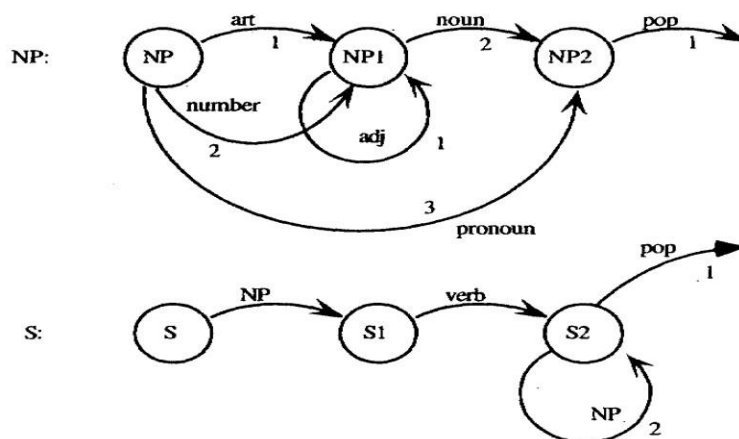 art noun pop
NP: NP 1 NP1 2 NP2 1
number
2 adj 1
3
pronoun
pop
NP verb 1
S: S S1 S2
NP 2